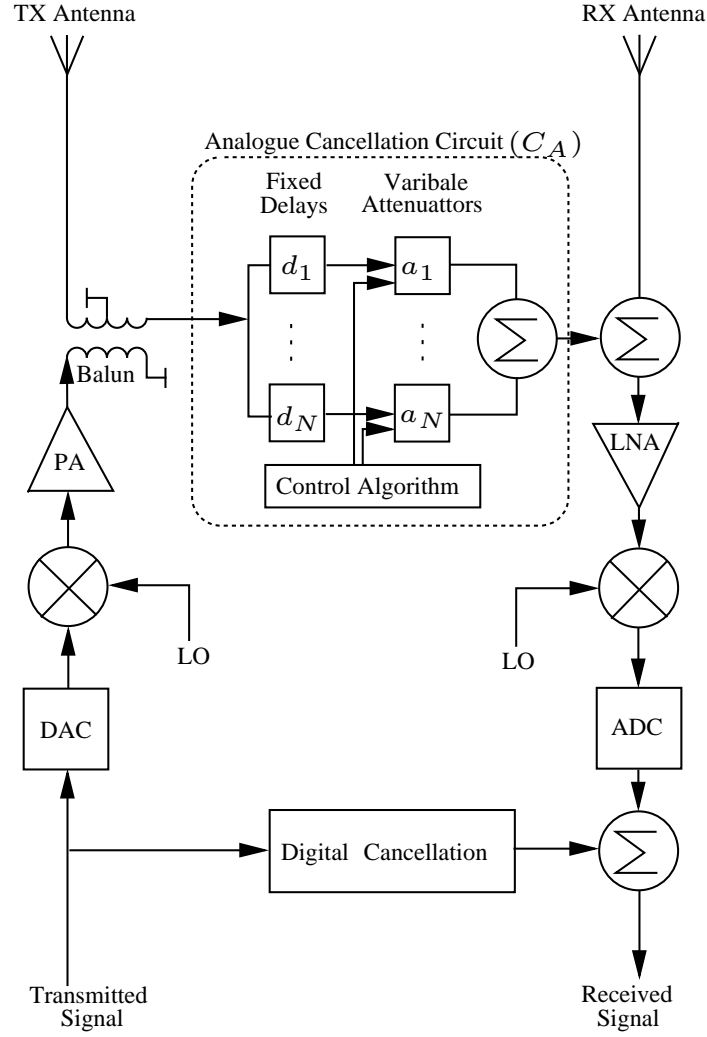 TX Antenna
RX Antenna
Analogue Cancellation Circuit (C_A)
Fixed
Delays
Varibale
Attenuattors
d_1
a_1
Σ
Σ
Balun
d_N
a_N
PA
LNA
Control Algorithm
LO
LO
DAC
ADC
Digital Cancellation
Σ
Transmitted
Signal
Received
Signal